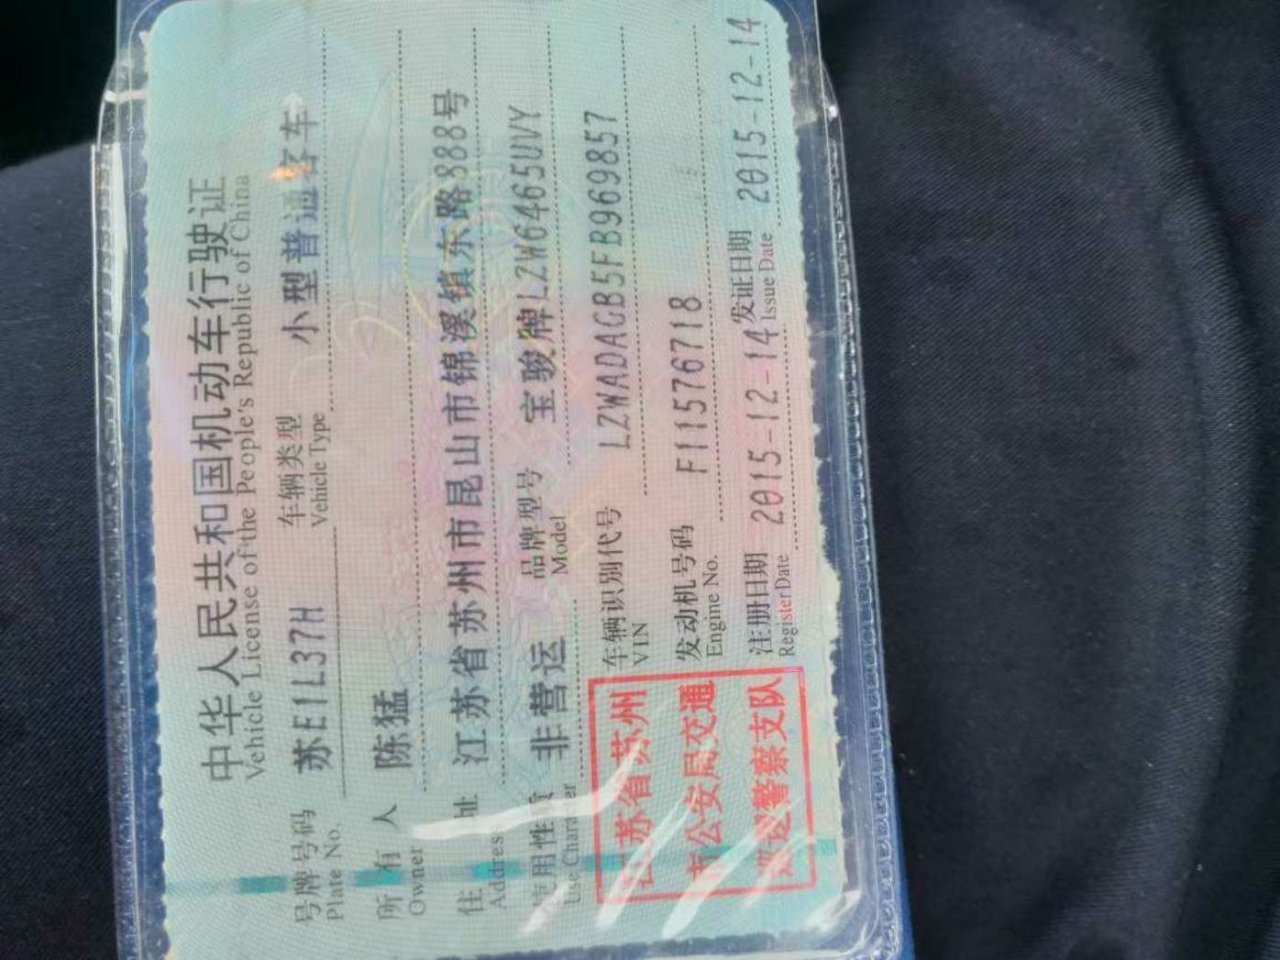 中华人民共和国机动车行驶证
Vehicle License of the People's Republic of China
号牌号码 苏E1L37H 车辆类型 小型普通客车
Plate No. Vehicle Type
所有人 陈猛
Owner
住址 江苏省苏州市昆山市锦溪镇东路888号
Address
使用性质 非营运 品牌型号 宝骏牌LZW6465UVY
Use Character Model
车辆识别代号 LZWADAGB5FB969857
VIN
发动机号码 F11576718
Engine No.
注册日期 2015-12-14 发证日期 2015-12-14
Register Date Issue Date
江苏省苏州
市公安局交通
巡逻警察支队